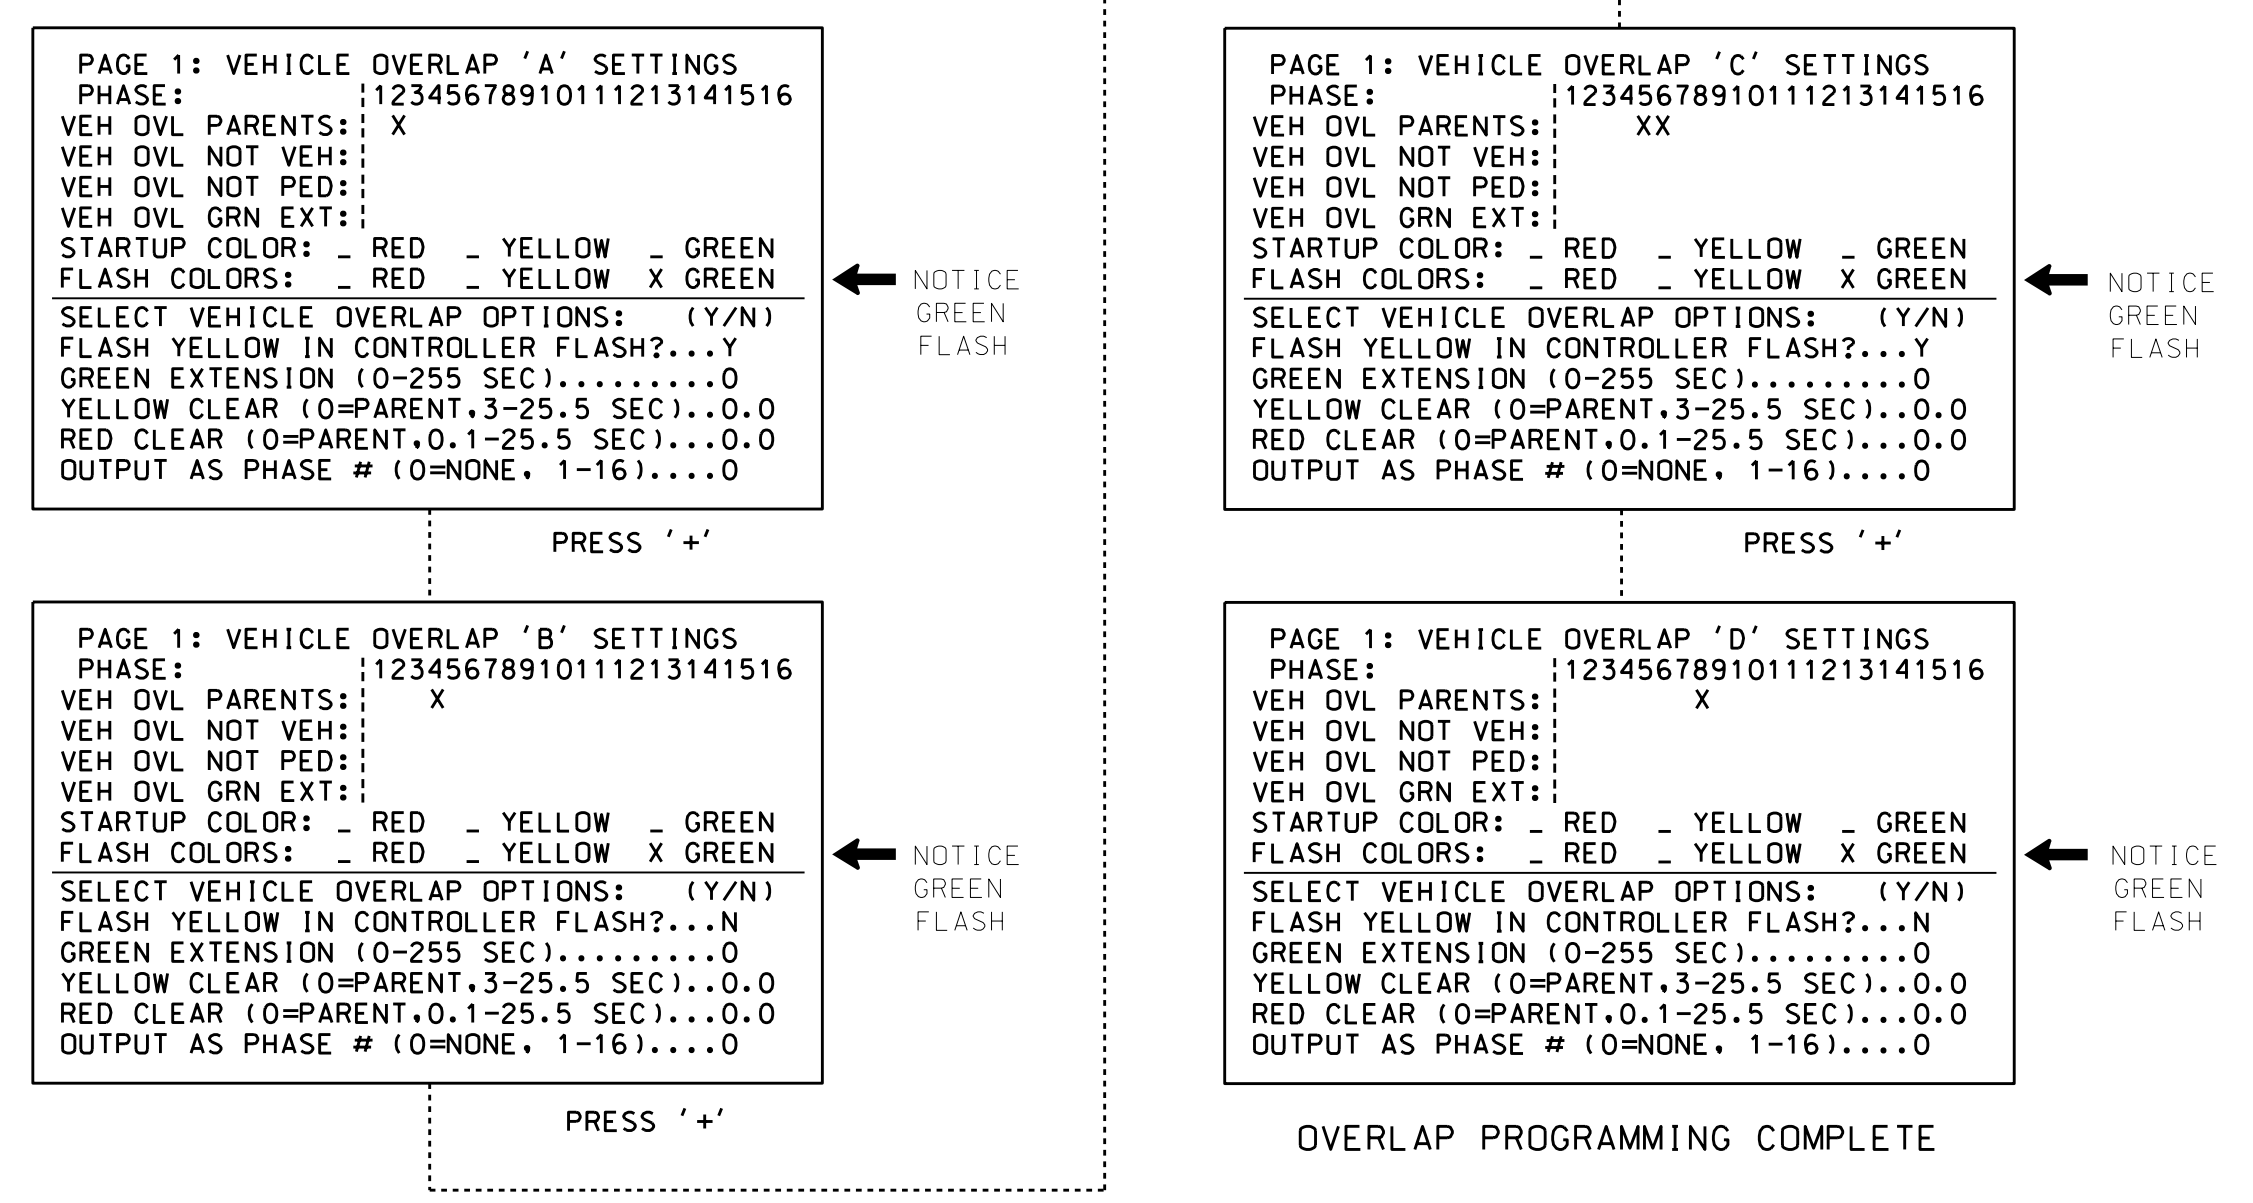 PAGE 1: VEHICLE OVERLAP 'A' SETTINGS
PHASE: 12345678910111213141516
VEH OVL PARENTS: X
VEH OVL NOT VEH:
VEH OVL NOT PED:
VEH OVL GRN EXT:
STARTUP COLOR: _ RED _ YELLOW _ GREEN
FLASH COLORS: _ RED _ YELLOW X GREEN
SELECT VEHICLE OVERLAP OPTIONS: (Y/N)
FLASH YELLOW IN CONTROLLER FLASH?...Y
GREEN EXTENSION (0-255 SEC).........0
YELLOW CLEAR (0=PARENT,3-25.5 SEC)..0.0
RED CLEAR (0=PARENT,0.1-25.5 SEC)...0.0
OUTPUT AS PHASE # (0=NONE, 1-16)....0
NOTICE
GREEN
FLASH
PRESS '+'
PAGE 1: VEHICLE OVERLAP 'B' SETTINGS
PHASE: 12345678910111213141516
VEH OVL PARENTS: X
VEH OVL NOT VEH:
VEH OVL NOT PED:
VEH OVL GRN EXT:
STARTUP COLOR: _ RED _ YELLOW _ GREEN
FLASH COLORS: _ RED _ YELLOW X GREEN
SELECT VEHICLE OVERLAP OPTIONS: (Y/N)
FLASH YELLOW IN CONTROLLER FLASH?...N
GREEN EXTENSION (0-255 SEC).........0
YELLOW CLEAR (0=PARENT,3-25.5 SEC)..0.0
RED CLEAR (0=PARENT,0.1-25.5 SEC)...0.0
OUTPUT AS PHASE # (0=NONE, 1-16)....0
NOTICE
GREEN
FLASH
PRESS '+'
PAGE 1: VEHICLE OVERLAP 'C' SETTINGS
PHASE: 12345678910111213141516
VEH OVL PARENTS: XX
VEH OVL NOT VEH:
VEH OVL NOT PED:
VEH OVL GRN EXT:
STARTUP COLOR: _ RED _ YELLOW _ GREEN
FLASH COLORS: _ RED _ YELLOW X GREEN
SELECT VEHICLE OVERLAP OPTIONS: (Y/N)
FLASH YELLOW IN CONTROLLER FLASH?...Y
GREEN EXTENSION (0-255 SEC).........0
YELLOW CLEAR (0=PARENT,3-25.5 SEC)..0.0
RED CLEAR (0=PARENT,0.1-25.5 SEC)...0.0
OUTPUT AS PHASE # (0=NONE, 1-16)....0
NOTICE
GREEN
FLASH
PRESS '+'
PAGE 1: VEHICLE OVERLAP 'D' SETTINGS
PHASE: 12345678910111213141516
VEH OVL PARENTS: X
VEH OVL NOT VEH:
VEH OVL NOT PED:
VEH OVL GRN EXT:
STARTUP COLOR: _ RED _ YELLOW _ GREEN
FLASH COLORS: _ RED _ YELLOW X GREEN
SELECT VEHICLE OVERLAP OPTIONS: (Y/N)
FLASH YELLOW IN CONTROLLER FLASH?...N
GREEN EXTENSION (0-255 SEC).........0
YELLOW CLEAR (0=PARENT,3-25.5 SEC)..0.0
RED CLEAR (0=PARENT,0.1-25.5 SEC)...0.0
OUTPUT AS PHASE # (0=NONE, 1-16)....0
NOTICE
GREEN
FLASH
OVERLAP PROGRAMMING COMPLETE